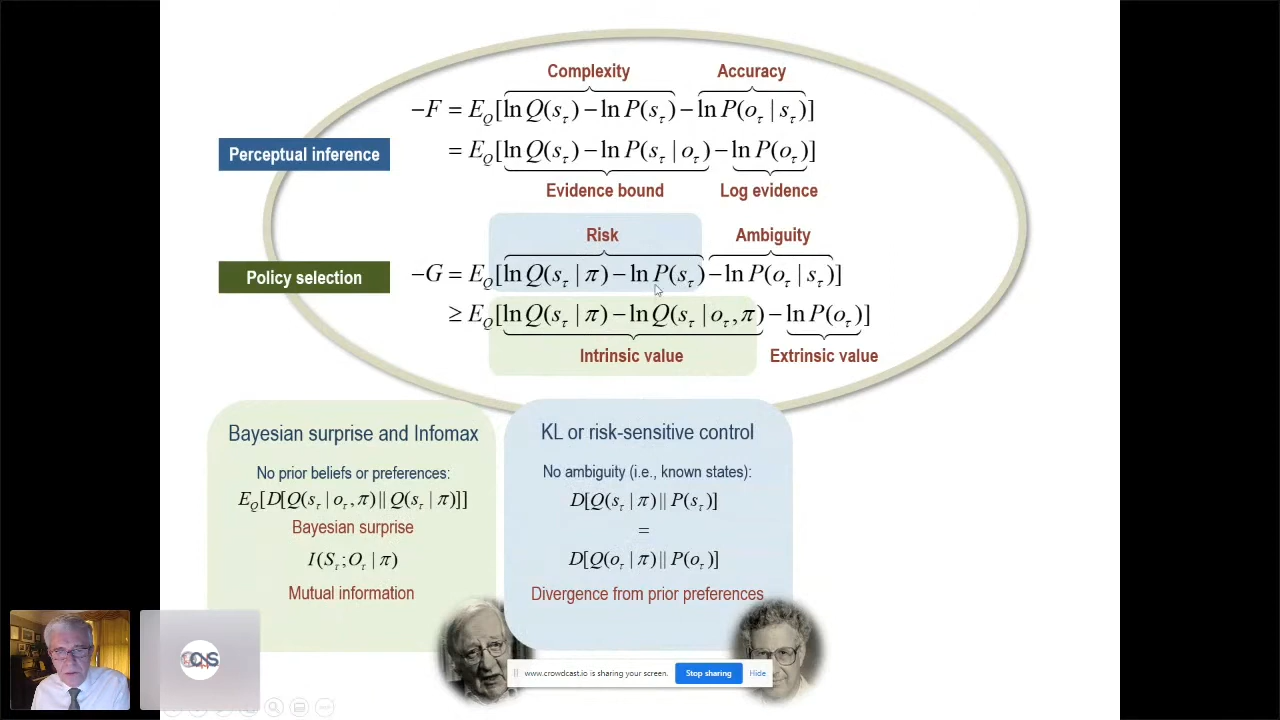 Complexity Accuracy
−F = E_Q[ln Q(s_τ) − ln P(s_τ) − ln P(o_τ | s_τ)]
Perceptual inference
= E_Q[ln Q(s_τ) − ln P(s_τ | o_τ) − ln P(o_τ)]
Evidence bound Log evidence
Risk Ambiguity
Policy selection
−G = E_Q[ln Q(s_τ | π) − ln P(s_τ) − ln P(o_τ | s_τ)]
≥ E_Q[ln Q(s_τ | π) − ln Q(s_τ | o_τ, π) − ln P(o_τ)]
Intrinsic value Extrinsic value
Bayesian surprise and Infomax
No prior beliefs or preferences:
E_Q[D[Q(s_τ | o_τ, π) || Q(s_τ | π)]]
Bayesian surprise
I(S_τ; O_τ | π)
Mutual information
KL or risk-sensitive control
No ambiguity (i.e., known states):
D[Q(s_τ | π) || P(s_τ)]
=
D[Q(o_τ | π) || P(o_τ)]
Divergence from prior preferences
www.crowdcast.io is sharing your screen. Stop sharing Hide